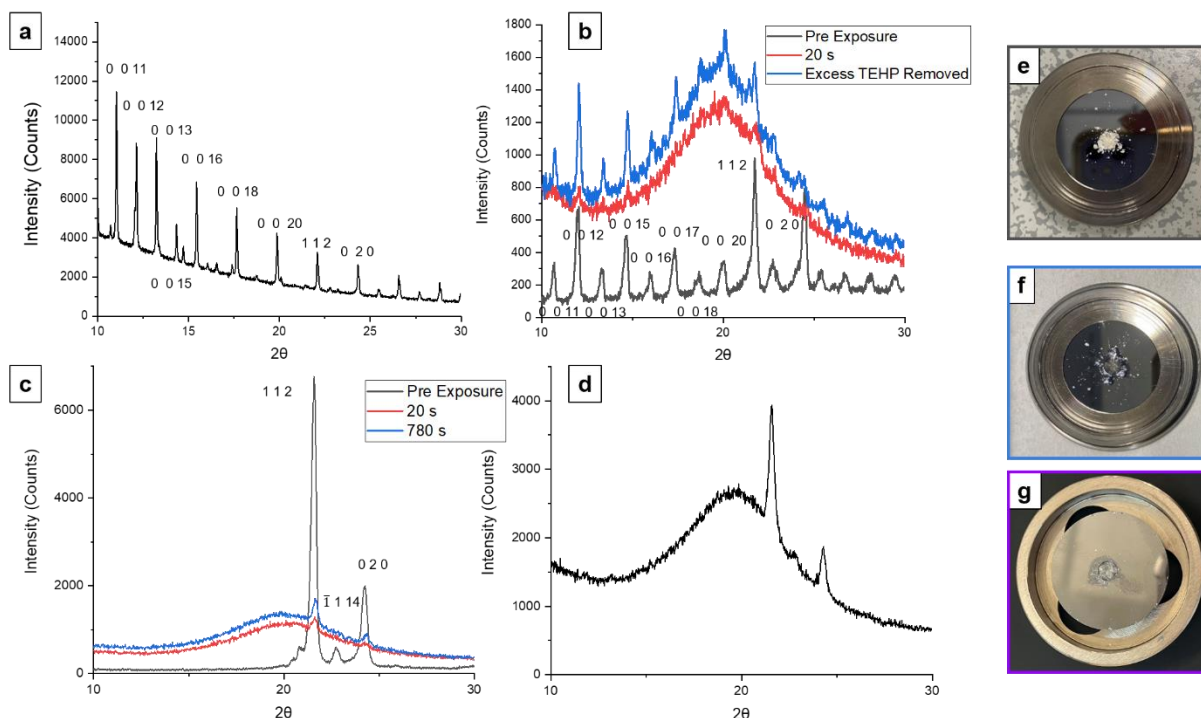 a
14000
12000
10000
8000
6000
4000
2000
0
Intensity (Counts)
0 0 11
0 0 12
0 0 13
0 0 16
0 0 18
0 0 20
1 1 2
0 2 0
0 0 15
10 15 20 25 30
2θ
b
1800
1600
1400
1200
1000
800
600
400
200
0
Intensity (Counts)
Pre Exposure
20 s
Excess TEHP Removed
1 1 2
0 0 15
0 0 17
0 0 12
0 0 20
0 2 0
0 0 16
0 0 11 0 0 13 0 0 18
10 20 30
2θ
c
6000
4000
2000
0
Intensity (Counts)
Pre Exposure
20 s
780 s
1 1 2
0 2 0
1̅ 1 14
10 20 30
2θ
d
4000
3000
2000
1000
0
Intensity (Counts)
10 20 30
2θ
e
f
g